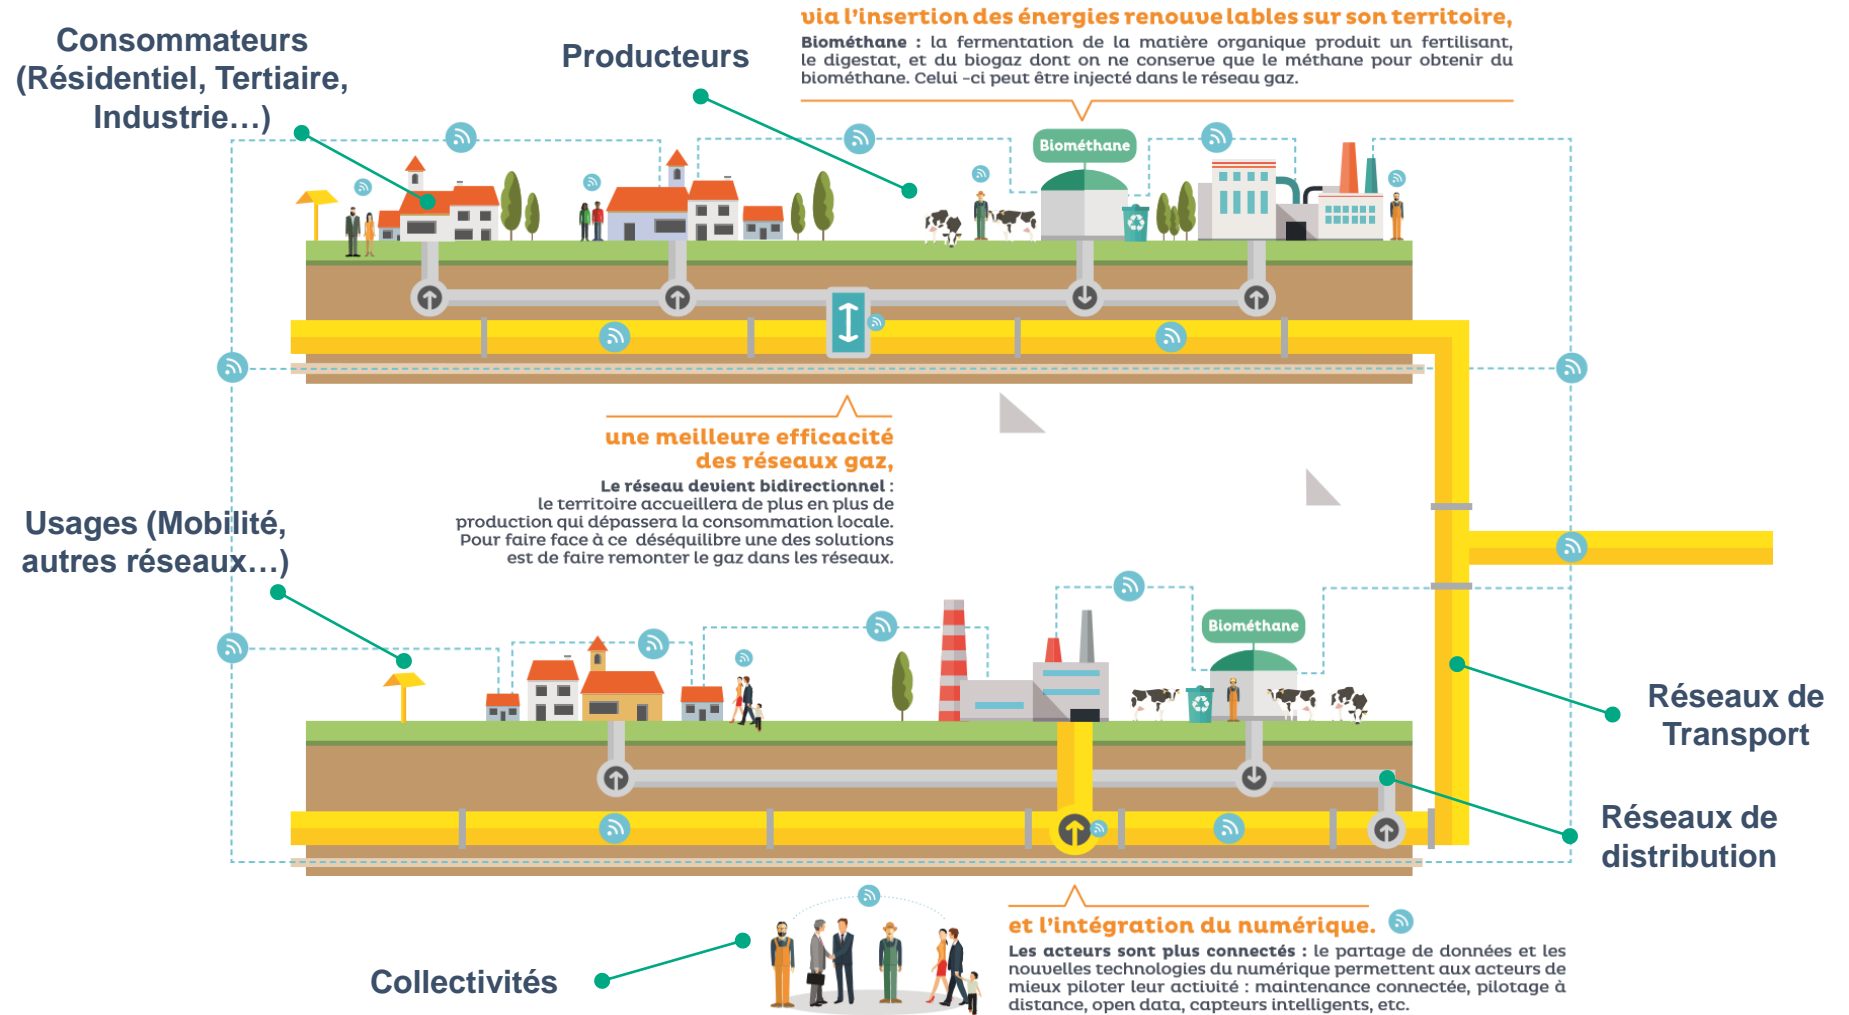 via l'insertion des énergies renouvelables sur son territoire,
Biométhane : la fermentation de la matière organique produit un fertilisant,
le digestat, et du biogaz dont on ne conserve que le méthane pour obtenir du
biométhane. Celui -ci peut être injecté dans le réseau gaz.
Consommateurs
(Résidentiel, Tertiaire,
Industrie…)
Producteurs
Biométhane
une meilleure efficacité
des réseaux gaz,
Le réseau devient bidirectionnel :
le territoire accueillera de plus en plus de
production qui dépassera la consommation locale.
Pour faire face à ce déséquilibre une des solutions
est de faire remonter le gaz dans les réseaux.
Usages (Mobilité,
autres réseaux…)
Biométhane
Réseaux de
Transport
Réseaux de
distribution
Collectivités
et l'intégration du numérique.
Les acteurs sont plus connectés : le partage de données et les
nouvelles technologies du numérique permettent aux acteurs de
mieux piloter leur activité : maintenance connectée, pilotage à
distance, open data, capteurs intelligents, etc.